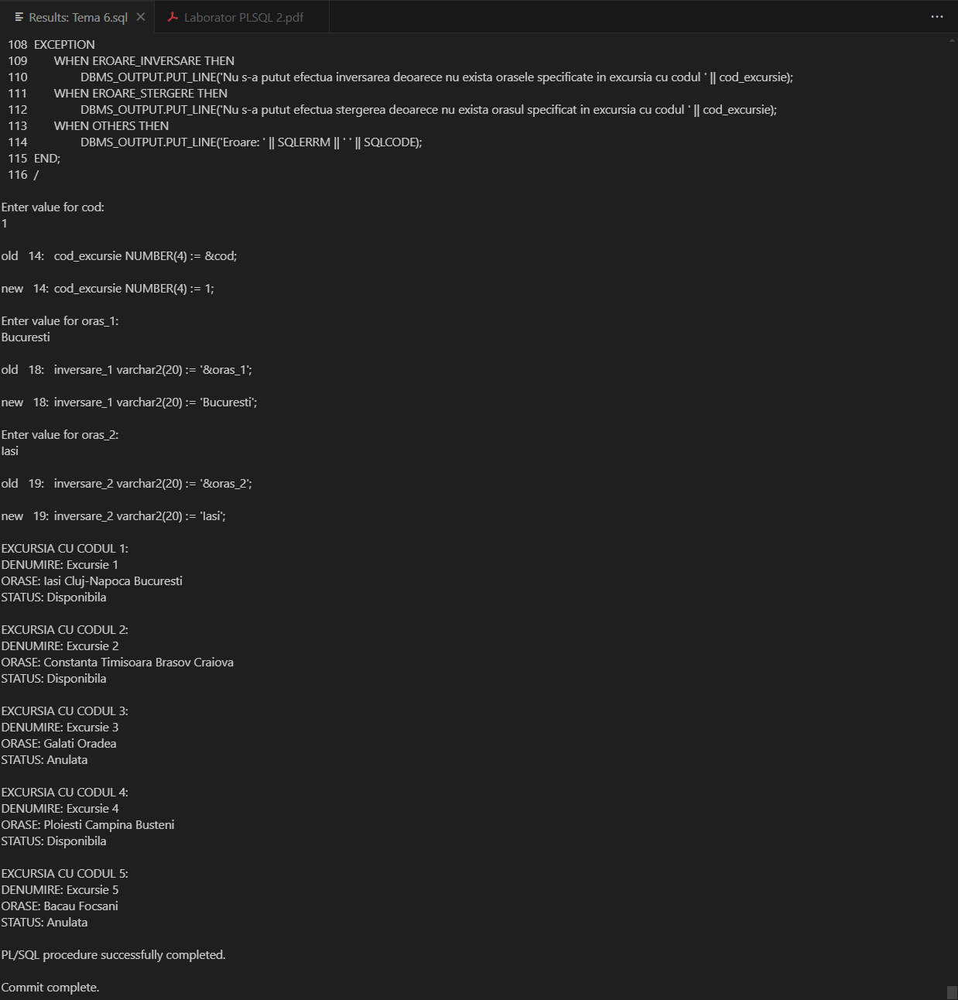 Results: Tema 6.sql
Laborator PLSQL 2.pdf
108 EXCEPTION
109 WHEN EROARE_INVERSARE THEN
110 DBMS_OUTPUT.PUT_LINE('Nu s-a putut efectua inversarea deoarece nu exista orasele specificate in excursia cu codul ' || cod_excursie);
111 WHEN EROARE_STERGERE THEN
112 DBMS_OUTPUT.PUT_LINE('Nu s-a putut efectua stergerea deoarece nu exista orasul specificat in excursia cu codul ' || cod_excursie);
113 WHEN OTHERS THEN
114 DBMS_OUTPUT.PUT_LINE('Eroare: ' || SQLERRM || ' ' || SQLCODE);
115 END;
116 /
Enter value for cod:
1
old 14: cod_excursie NUMBER(4) := &cod;
new 14: cod_excursie NUMBER(4) := 1;
Enter value for oras_1:
Bucuresti
old 18: inversare_1 varchar2(20) := '&oras_1';
new 18: inversare_1 varchar2(20) := 'Bucuresti';
Enter value for oras_2:
Iasi
old 19: inversare_2 varchar2(20) := '&oras_2';
new 19: inversare_2 varchar2(20) := 'Iasi';
EXCURSIA CU CODUL 1:
DENUMIRE: Excursie 1
ORASE: Iasi Cluj-Napoca Bucuresti
STATUS: Disponibila
EXCURSIA CU CODUL 2:
DENUMIRE: Excursie 2
ORASE: Constanta Timisoara Brasov Craiova
STATUS: Disponibila
EXCURSIA CU CODUL 3:
DENUMIRE: Excursie 3
ORASE: Galati Oradea
STATUS: Anulata
EXCURSIA CU CODUL 4:
DENUMIRE: Excursie 4
ORASE: Ploiesti Campina Busteni
STATUS: Disponibila
EXCURSIA CU CODUL 5:
DENUMIRE: Excursie 5
ORASE: Bacau Focsani
STATUS: Anulata
PL/SQL procedure successfully completed.
Commit complete.